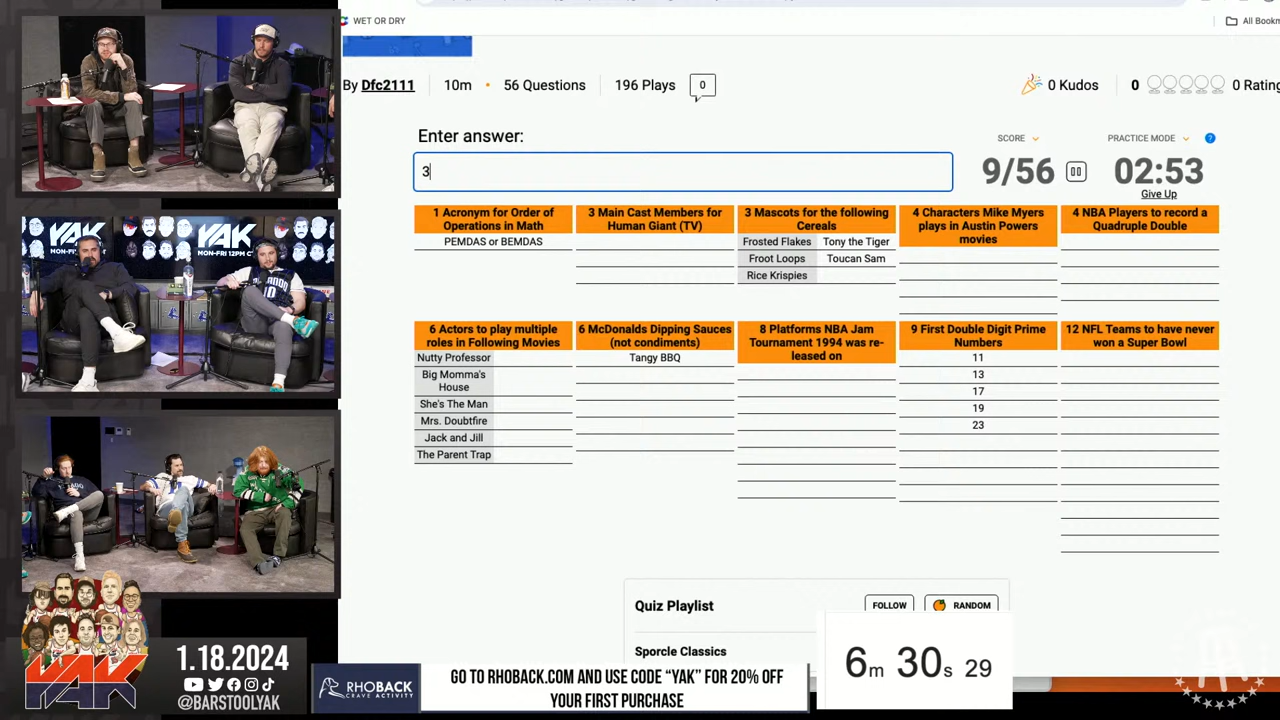 WET OR DRY
All Bookm
By Dfc2111
10m • 56 Questions
196 Plays
0
0 Kudos
0
0 Rating
Enter answer:
3
SCORE
9/56
PRACTICE MODE
?
02:53
Give Up
1 Acronym for Order of
Operations in Math
PEMDAS or BEMDAS
3 Main Cast Members for
Human Giant (TV)
3 Mascots for the following
Cereals
Frosted Flakes Tony the Tiger
Froot Loops Toucan Sam
Rice Krispies
4 Characters Mike Myers
plays in Austin Powers
movies
4 NBA Players to record a
Quadruple Double
6 Actors to play multiple
roles in Following Movies
Nutty Professor
Big Momma's
House
She's The Man
Mrs. Doubtfire
Jack and Jill
The Parent Trap
6 McDonalds Dipping Sauces
(not condiments)
Tangy BBQ
8 Platforms NBA Jam
Tournament 1994 was re-
leased on
9 First Double Digit Prime
Numbers
11
13
17
19
23
12 NFL Teams to have never
won a Super Bowl
Quiz Playlist
FOLLOW
RANDOM
Sporcle Classics
6m 30s 29
YAK
YAK
MON-FRI 12PM
YAK
1.18.2024
@BARSTOOLYAK
RHOBACK
CRAVE ACTIVITY
GO TO RHOBACK.COM AND USE CODE “YAK” FOR 20% OFF
YOUR FIRST PURCHASE